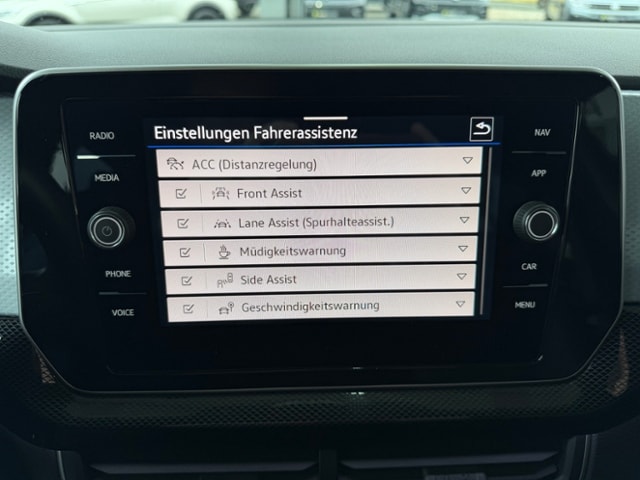 RADIO
MEDIA
PHONE
VOICE
Einstellungen Fahrerassistenz
ACC (Distanzregelung)
Front Assist
Lane Assist (Spurhalteassist.)
Müdigkeitswarnung
Side Assist
Geschwindigkeitswarnung
NAV
APP
CAR
MENU